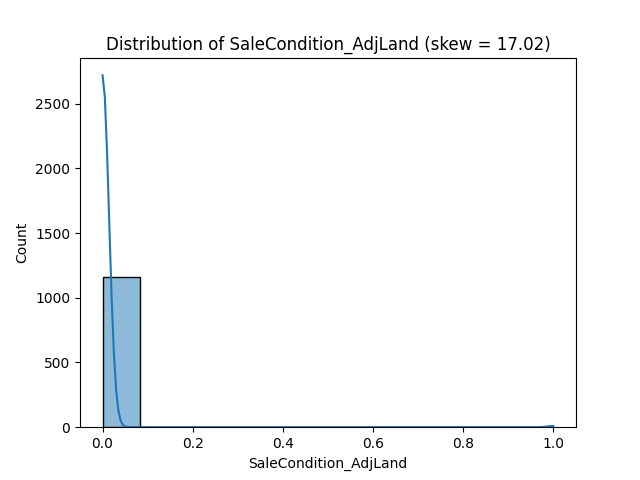 Distribution of SaleCondition_AdjLand (skew = 17.02)
Count
2500
2000
1500
1000
500
0
0.0 0.2 0.4 0.6 0.8 1.0
SaleCondition_AdjLand